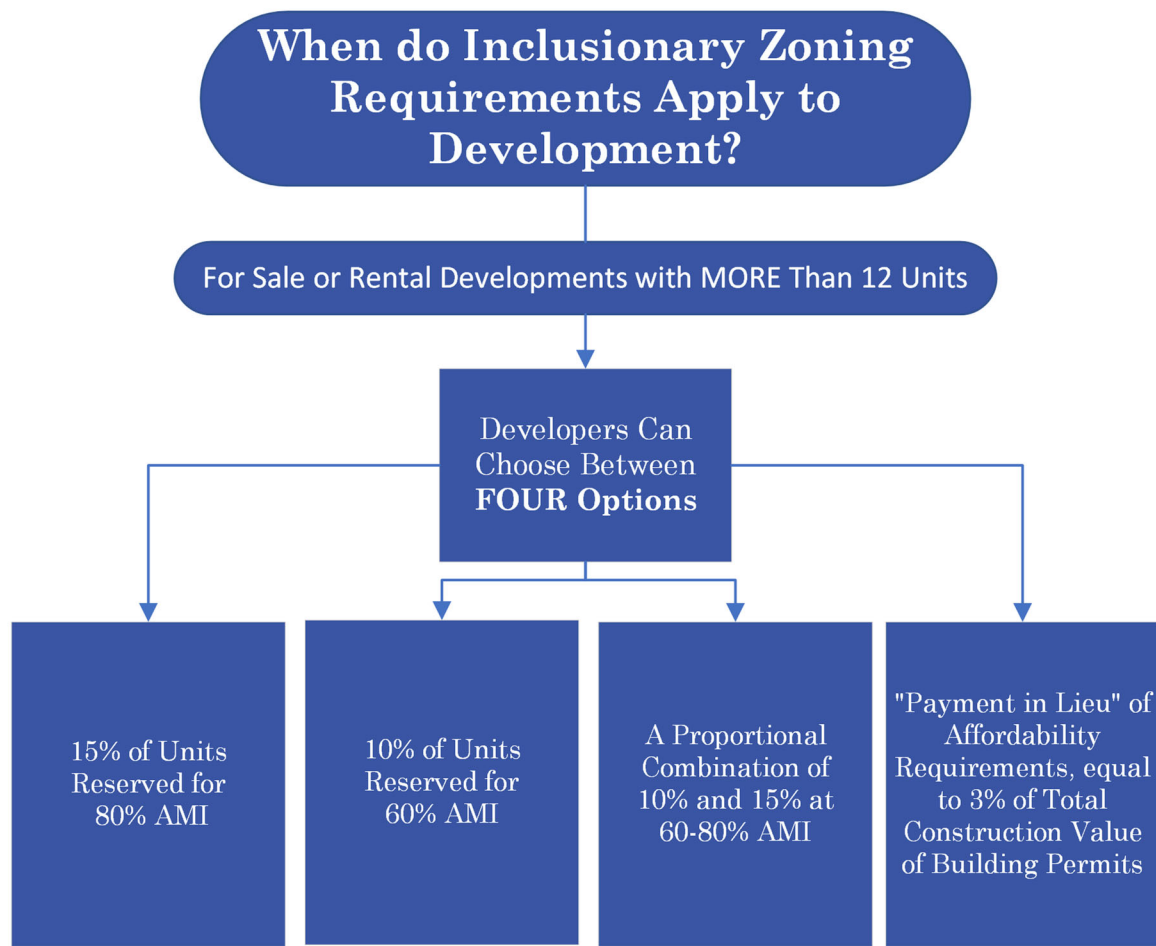 When do Inclusionary Zoning
Requirements Apply to
Development?
For Sale or Rental Developments with MORE Than 12 Units
Developers Can
Choose Between
FOUR Options
15% of Units
Reserved for
80% AMI
10% of Units
Reserved for
60% AMI
A Proportional
Combination of
10% and 15% at
60-80% AMI
"Payment in Lieu" of
Affordability
Requirements, equal
to 3% of Total
Construction Value
of Building Permits